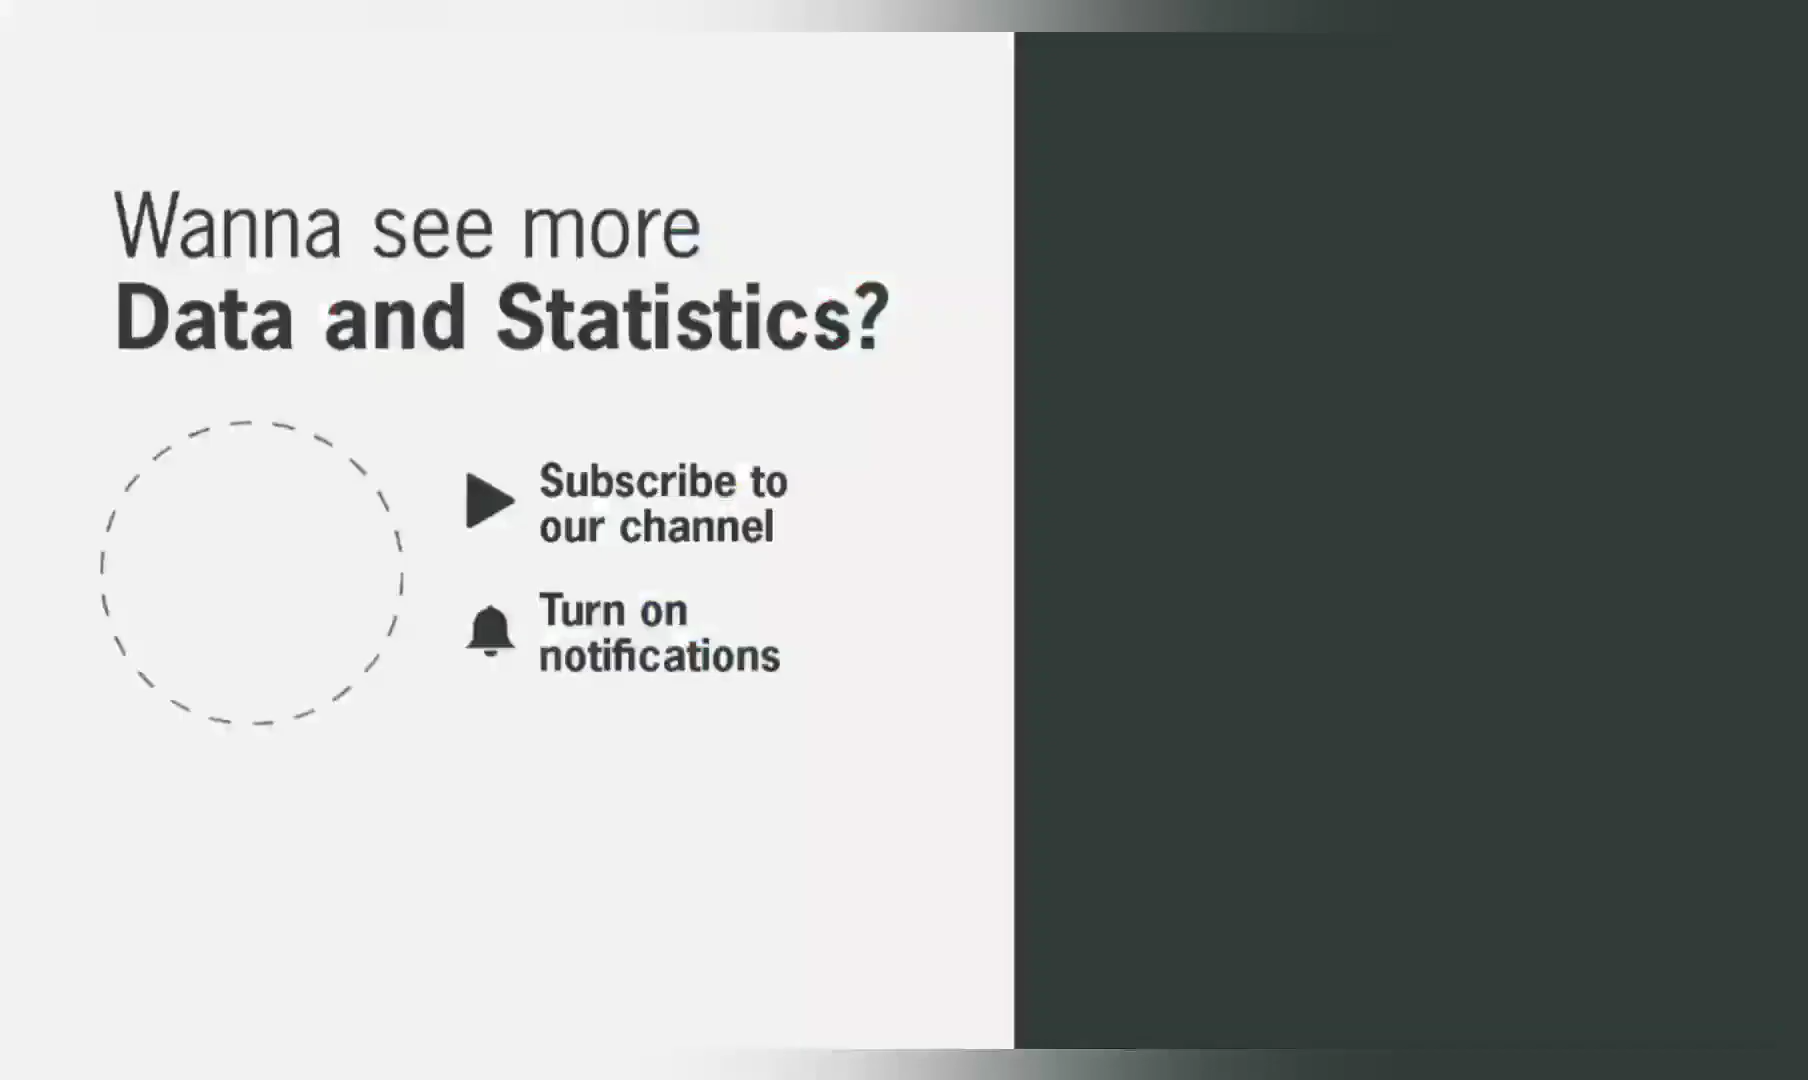 Wanna see more
Data and Statistics?
Subscribe to
our channel
Turn on
notifications